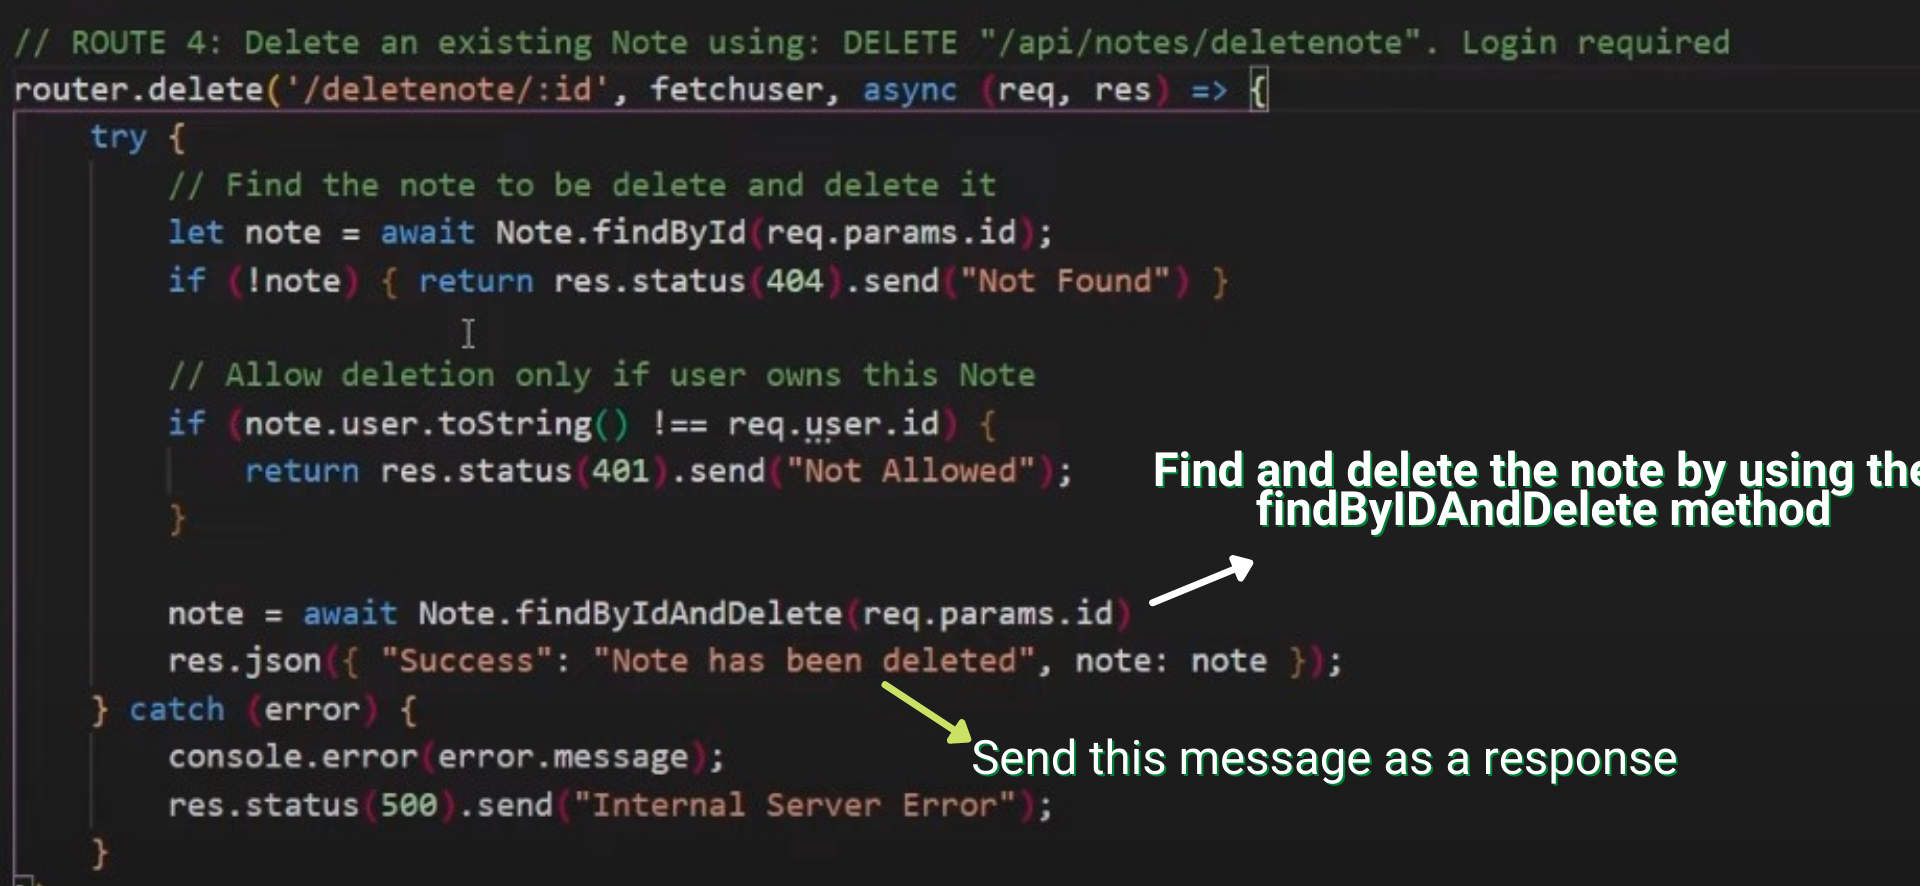 // ROUTE 4: Delete an existing Note using: DELETE "/api/notes/deletenote". Login required
router.delete('/deletenote/:id', fetchuser, async (req, res) => {
try {
// Find the note to be delete and delete it
let note = await Note.findById(req.params.id);
if (!note) { return res.status(404).send("Not Found") }
// Allow deletion only if user owns this Note
if (note.user.toString() !== req.user.id) {
return res.status(401).send("Not Allowed");
}
Find and delete the note by using the
findByIDAndDelete method
note = await Note.findByIdAndDelete(req.params.id)
res.json({ "Success": "Note has been deleted", note: note });
} catch (error) {
console.error(error.message);
Send this message as a response
res.status(500).send("Internal Server Error");
}